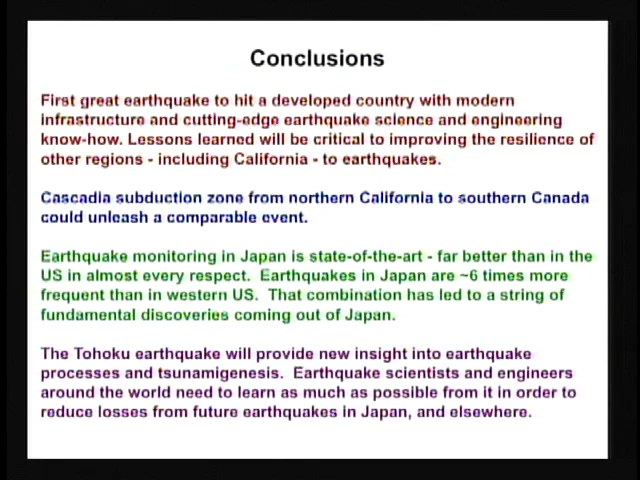 Conclusions
First great earthquake to hit a developed country with modern
infrastructure and cutting-edge earthquake science and engineering
know-how. Lessons learned will be critical to improving the resilience of
other regions - including California - to earthquakes.
Cascadia subduction zone from northern California to southern Canada
could unleash a comparable event.
Earthquake monitoring in Japan is state-of-the-art - far better than in the
US in almost every respect. Earthquakes in Japan are ~6 times more
frequent than in western US. That combination has led to a string of
fundamental discoveries coming out of Japan.
The Tohoku earthquake will provide new insight into earthquake
processes and tsunamigenesis. Earthquake scientists and engineers
around the world need to learn as much as possible from it in order to
reduce losses from future earthquakes in Japan, and elsewhere.